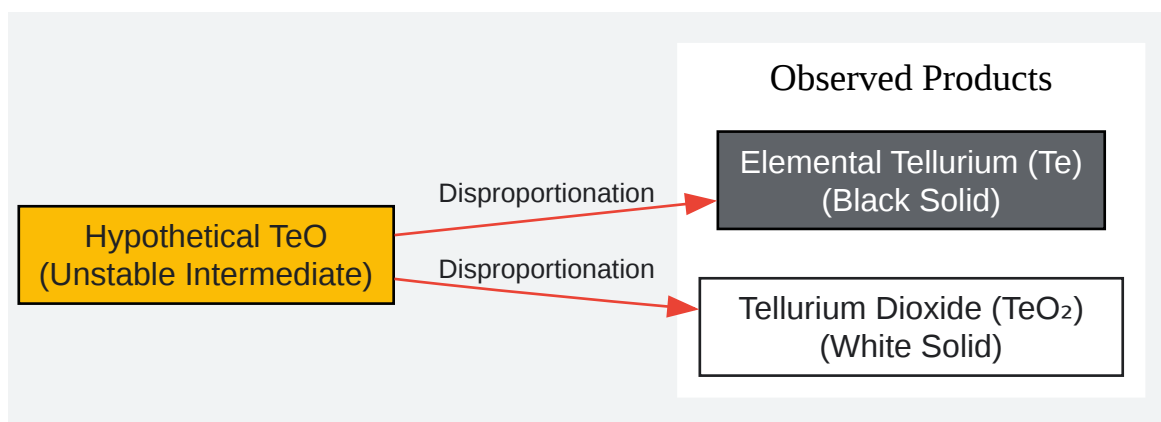 Observed Products
Elemental Tellurium (Te)
(Black Solid)
Disproportionation
Hypothetical TeO
(Unstable Intermediate)
Disproportionation
Tellurium Dioxide (TeO₂)
(White Solid)